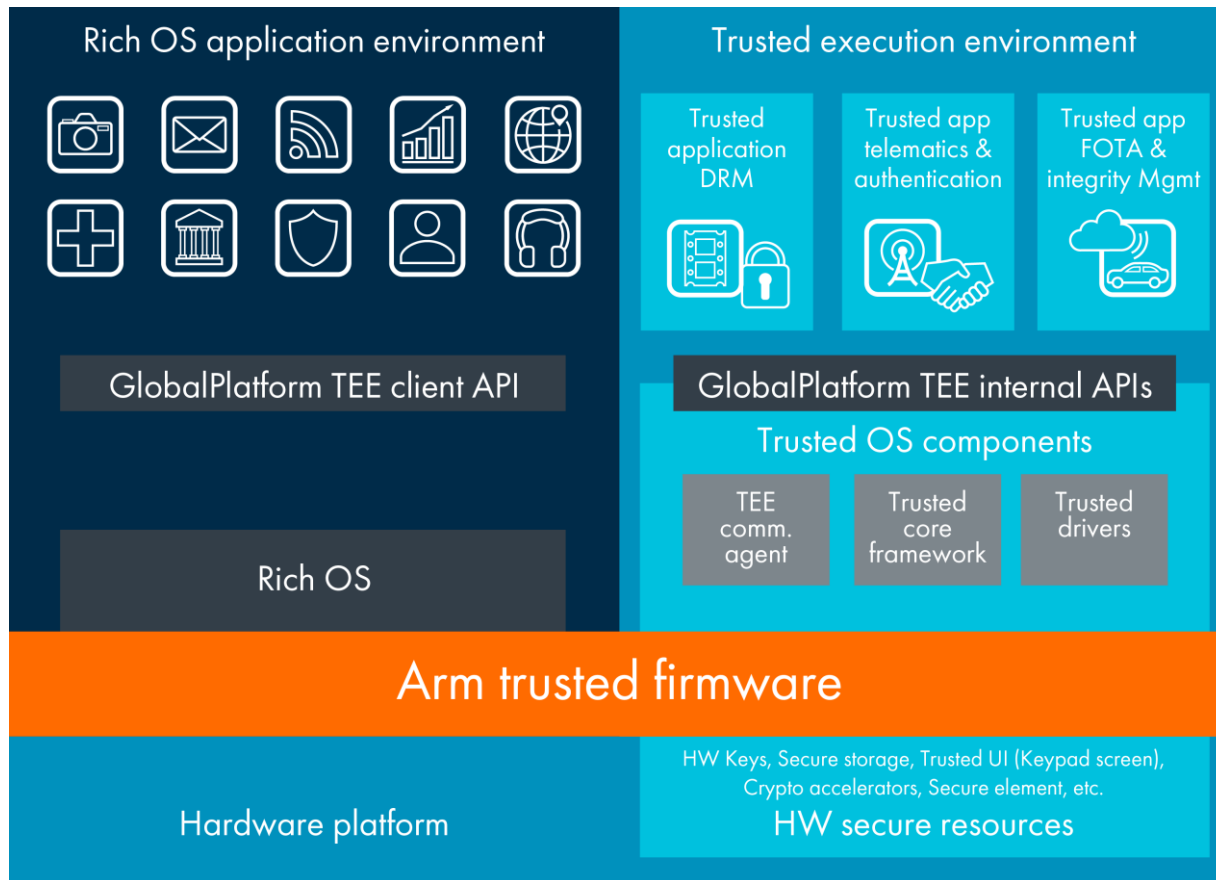 Rich OS application environment
GlobalPlatform TEE client API
Rich OS
Trusted execution environment
Trusted
application
DRM
Trusted app
telematics &
authentication
Trusted app
FOTA &
integrity Mgmt
GlobalPlatform TEE internal APIs
Trusted OS components
TEE
comm.
agent
Trusted
core
framework
Trusted
drivers
Arm trusted firmware
Hardware platform
HW Keys, Secure storage, Trusted UI (Keypad screen),
Crypto accelerators, Secure element, etc.
HW secure resources